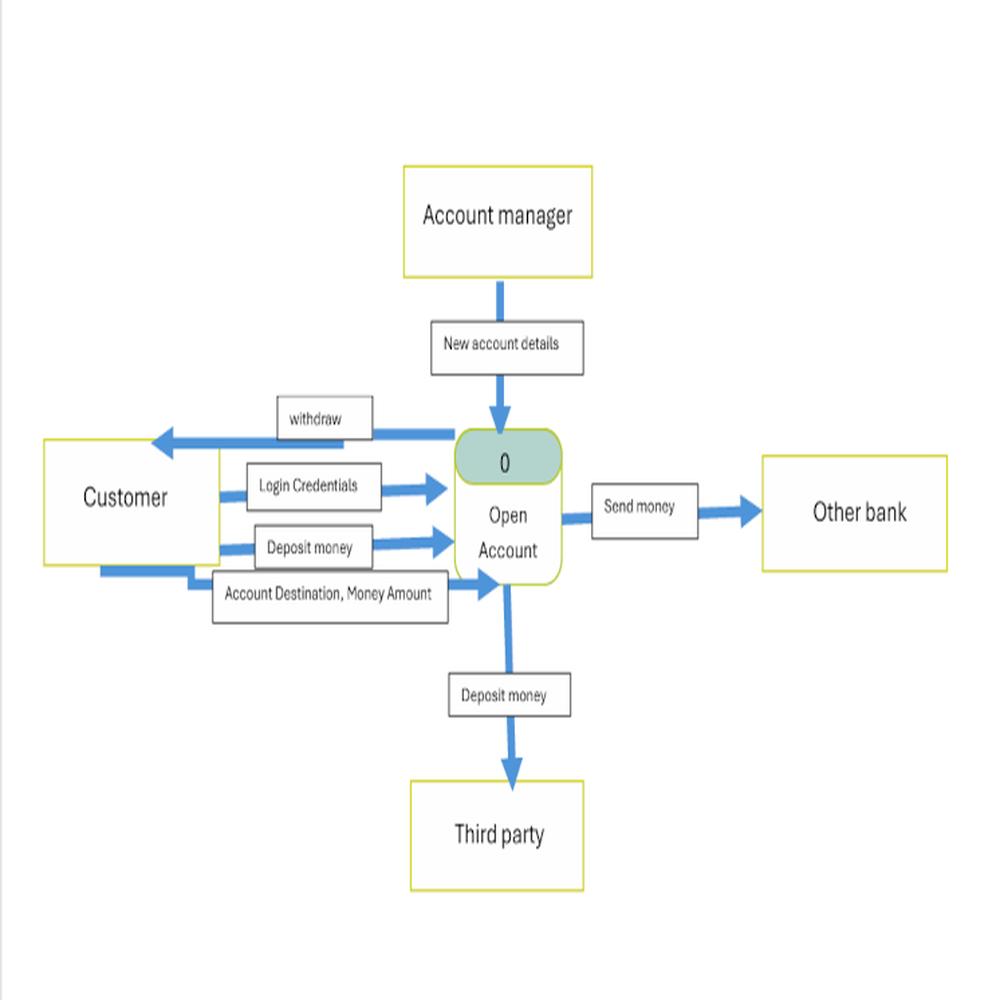 Account manager
New account details
withdraw
Customer
Login Credentials
0
Open
Account
Send money
Other bank
Deposit money
Account Destination, Money Amount
Deposit money
Third party